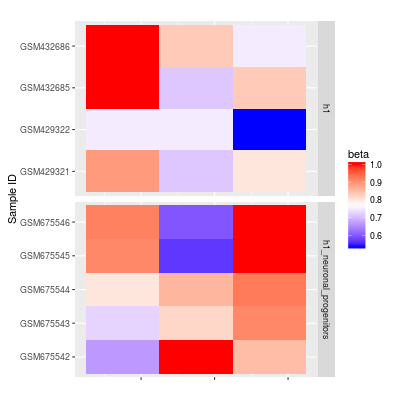 Sample ID
GSM432686
GSM432685
GSM429322
GSM429321
h1
GSM675546
GSM675545
GSM675544
GSM675543
GSM675542
h1_neuronal_progenitors
beta
1.0
0.9
0.8
0.7
0.6